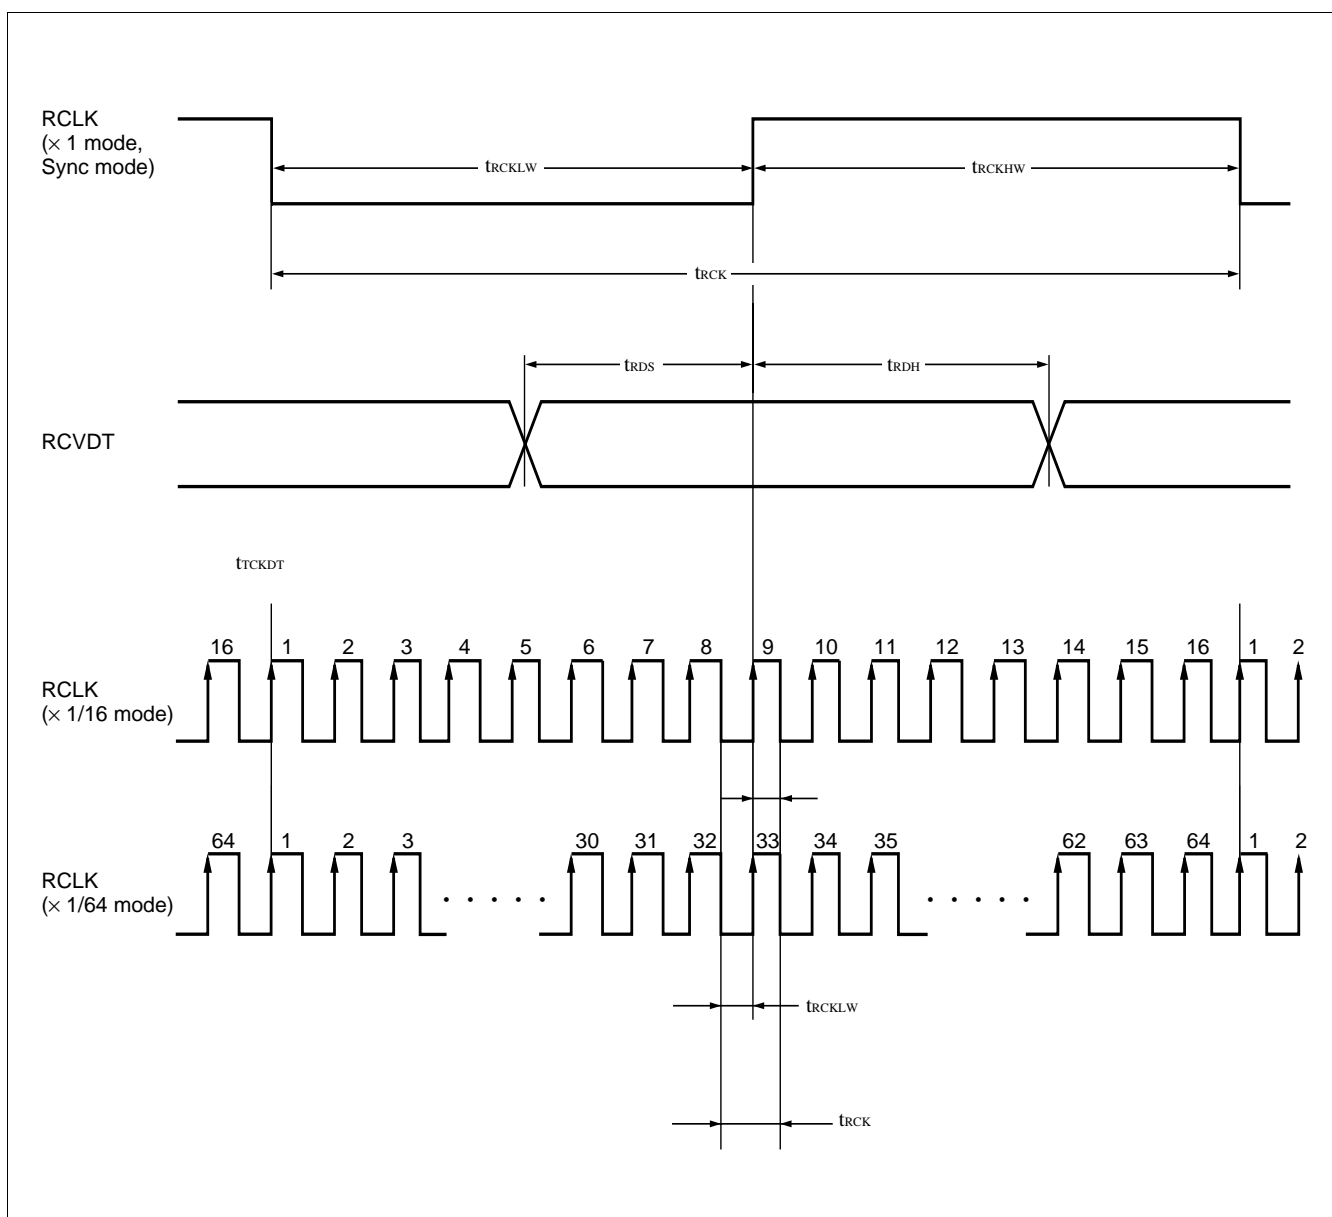 RCLK
(× 1 mode,
Sync mode)
tRCKLW
tRCKHW
tRCK
tRDS
tRDH
RCVDT
tTCKDT
16 1 2 3 4 5 6 7 8 9 10 11 12 13 14 15 16 1 2
RCLK
(× 1/16 mode)
64 1 2 3 30 31 32 33 34 35 62 63 64 1 2
RCLK
(× 1/64 mode)
. . . . . . . . . .
tRCKLW
tRCK